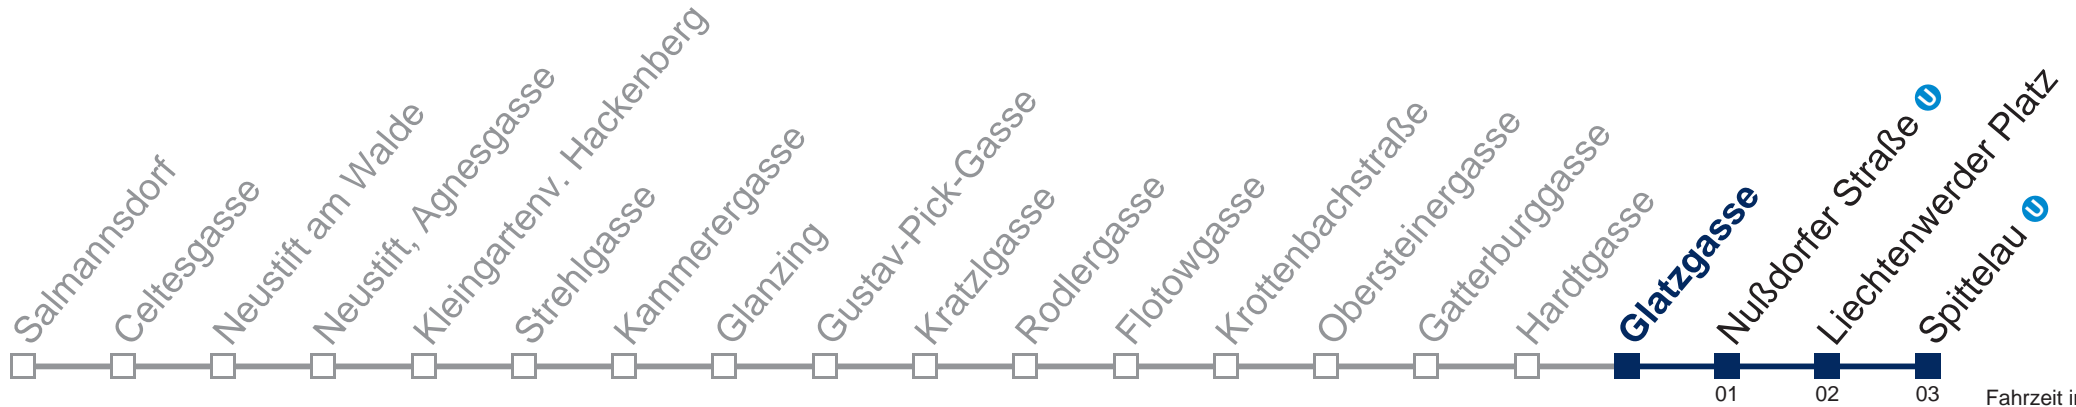 Salmannsdorf
Celtesgasse
Neustift am Walde
Neustift, Agnesgasse
Kleingartenv. Hackenberg
Strehlgasse
Kammerergasse
Glanzing
Gustav-Pick-Gasse
Kratzlgasse
Rodlergasse
Flotowgasse
Krottenbachstraße
Obersteinergasse
Gatterburggasse
Hardtgasse
Glatzgasse
Nußdorfer Straße U
Liechtenwerder Platz
Spittelau U
01 02 03
Fahrzeit